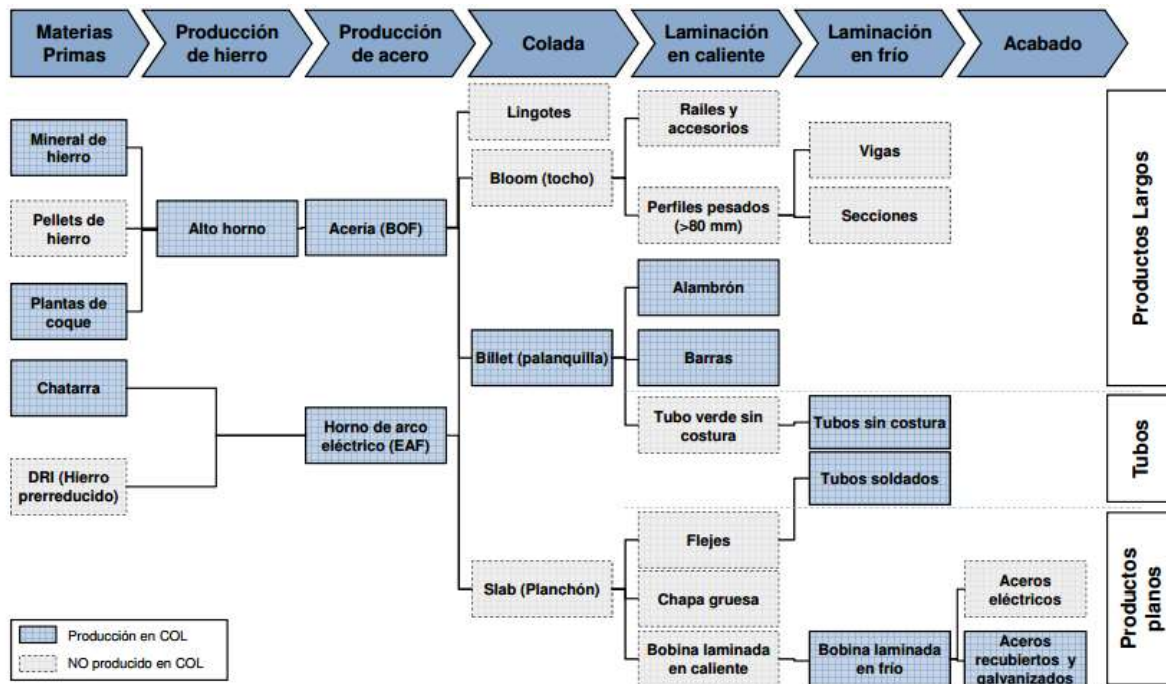 Materias
Primas
Producción
de hierro
Producción
de acero
Colada
Laminación
en caliente
Laminación
en frío
Acabado
Mineral de
hierro
Pellets de
hierro
Plantas de
coque
Chatarra
DRI (Hierro
prerreducido)
Alto horno
Acería (BOF)
Horno de arco
eléctrico (EAF)
Lingotes
Bloom (tocho)
Billet (palanquilla)
Slab (Planchón)
Railes y
accesorios
Perfiles pesados
(>80 mm)
Alambrón
Barras
Tubo verde sin
costura
Flejes
Chapa gruesa
Bobina laminada
en caliente
Vigas
Secciones
Tubos sin costura
Tubos soldados
Bobina laminada
en frío
Aceros
eléctricos
Aceros
recubiertos y
galvanizados
Productos Largos
Tubos
Productos
planos
Producción en COL
NO producido en COL